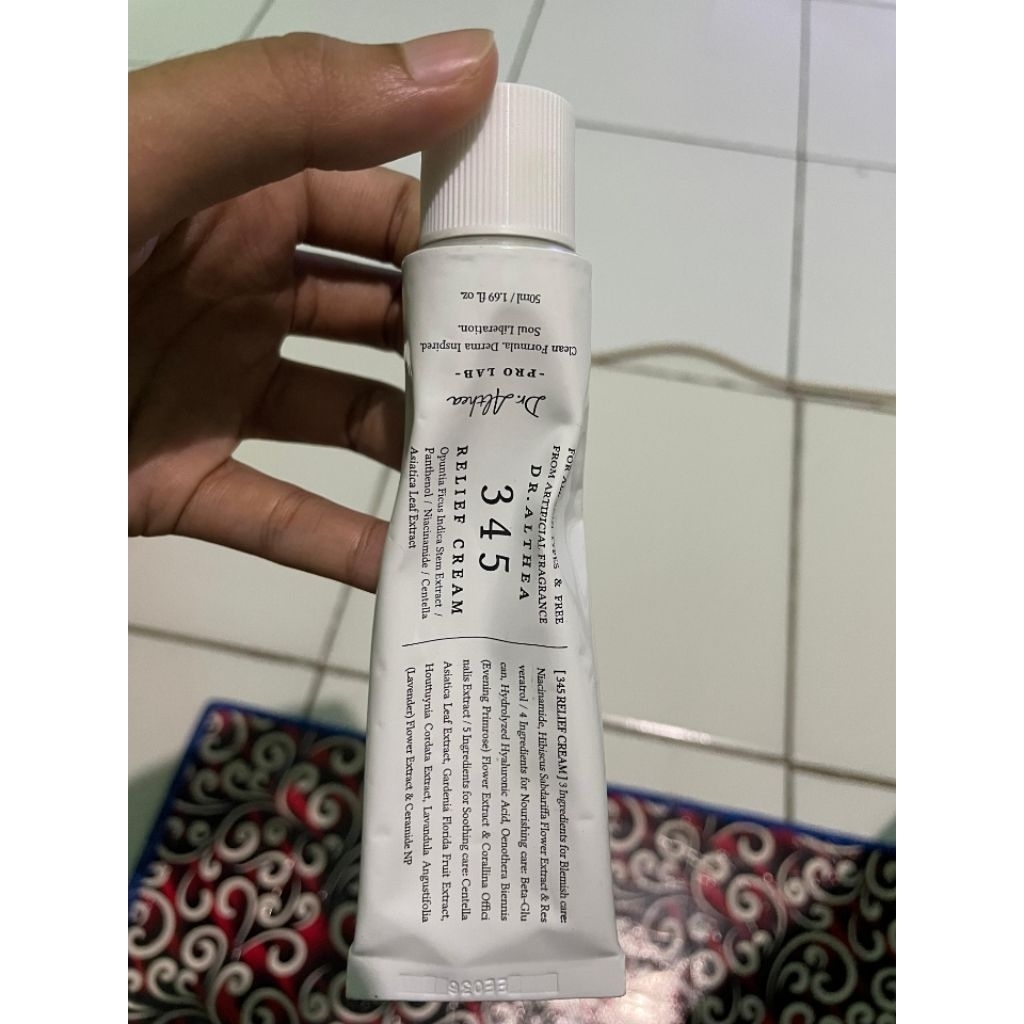 Dr. Althea
-PRO LAB-
Clean Formula, Derma Inspired.
Soul Liberation.
50ml / 1.69 fl. oz.
FOR TYPES & FREE
FROM ARTIFICIAL FRAGRANCE
DR.ALTHEA
345
RELIEF CREAM
Opuntia Ficus Indica Stem Extract /
Panthenol / Niacinamide / Centella
Asiatica Leaf Extract
[ 345 RELIEF CREAM ] 3 Ingredients for Blemish care:
Niacinamide, Hibiscus Sabdariffa Flower Extract & Res
veratrol / 4 Ingredients for Nourishing care: Beta-Glu
can, Hydrolyzed Hyaluronic Acid, Oenothera Biennis
(Evening Primrose) Flower Extract & Corallina Offici
nalis Extract / 5 Ingredients for Soothing care: Centella
Asiatica Leaf Extract, Gardenia Florida Fruit Extract,
Houttuynia Cordata Extract, Lavandula Angustifolia
(Lavender) Flower Extract & Ceramide NP